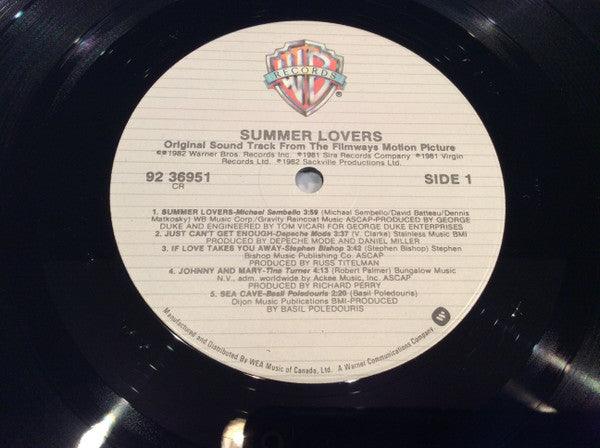 WB
RECORDS
®
SUMMER LOVERS
Original Sound Track From The Filmways Motion Picture
℗©1982 Warner Bros. Records Inc. ℗1981 Sire Records Company ℗1981 Virgin
Records Ltd. ℗1982 Sackville Productions Ltd.
92 36951
CR
SIDE 1
1. SUMMER LOVERS-Michael Sembello 3:59 (Michael Sembello/David Batteau/Dennis
Matkosky) WB Music Corp/Gravity Raincoat Music ASCAP-PRODUCED BY GEORGE
DUKE AND ENGINEERED BY TOM VICARI FOR GEORGE DUKE ENTERPRISES
2. JUST CAN'T GET ENOUGH-Depeche Mode 3:37 (V. Clarke) Stainless Music BMI
PRODUCED BY DEPECHE MODE AND DANIEL MILLER
3. IF LOVE TAKES YOU AWAY-Stephen Bishop 3:42 (Stephen Bishop) Stephen
Bishop Music Publishing Co. ASCAP
PRODUCED BY RUSS TITELMAN
4. JOHNNY AND MARY-Tina Turner 4:13 (Robert Palmer) Bungalow Music
N.V., adm. worldwide by Ackee Music Inc., ASCAP
PRODUCED BY RICHARD PERRY
5. SEA CAVE-Basil Poledouris 2:20 (Basil Poledouris)
Dijon Music Publications BMI-PRODUCED
BY BASIL POLEDOURIS
Manufactured and Distributed By WEA Music of Canada, Ltd. A Warner Communications Company